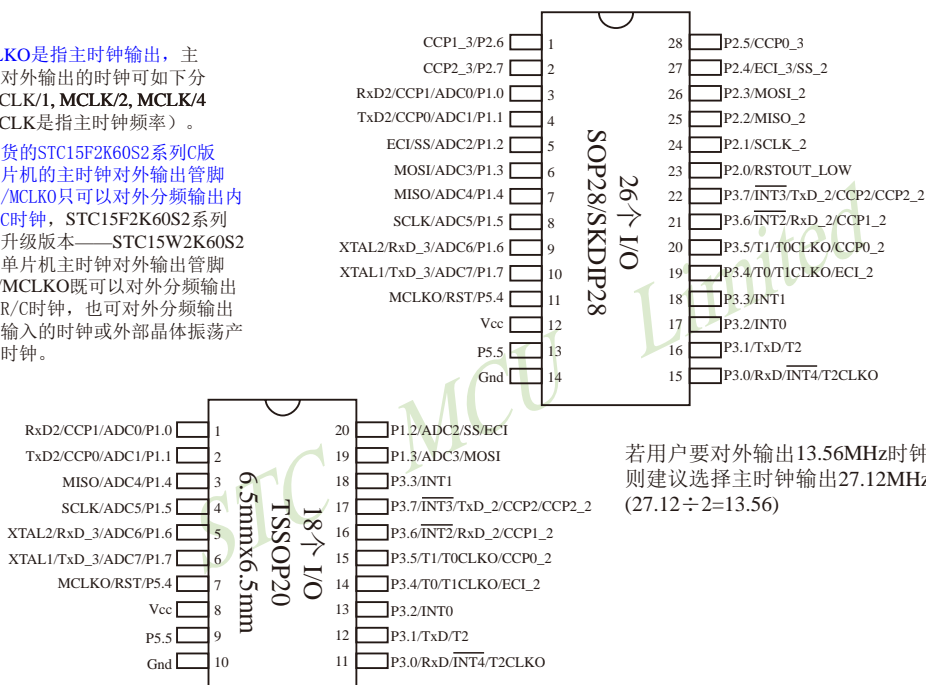 LKO是指主时钟输出，主
对外输出的时钟可如下分
CLK/1, MCLK/2, MCLK/4
CLK是指主时钟频率）。
货的STC15F2K60S2系列C版
片机的主时钟对外输出管脚
/MCLKO只可以对外分频输出内
C时钟，STC15F2K60S2系列
升级版本——STC15W2K60S2
单片机主时钟对外输出管脚
/MCLKO既可以对外分频输出
R/C时钟，也可对外分频输出
输入的时钟或外部晶体振荡产
时钟。
CCP1_3/P2.6 1 28 P2.5/CCP0_3
CCP2_3/P2.7 2 27 P2.4/ECI_3/SS_2
RxD2/CCP1/ADC0/P1.0 3 26 P2.3/MOSI_2
TxD2/CCP0/ADC1/P1.1 4 25 P2.2/MISO_2
ECI/SS/ADC2/P1.2 5 24 P2.1/SCLK_2
MOSI/ADC3/P1.3 6 23 P2.0/RSTOUT_LOW
MISO/ADC4/P1.4 7 22 P3.7/INT3/TxD_2/CCP2/CCP2_2
SCLK/ADC5/P1.5 8 21 P3.6/INT2/RxD_2/CCP1_2
XTAL2/RxD_3/ADC6/P1.6 9 20 P3.5/T1/T0CLKO/CCP0_2
XTAL1/TxD_3/ADC7/P1.7 10 19 P3.4/T0/T1CLKO/ECI_2
MCLKO/RST/P5.4 11 18 P3.3/INT1
Vcc 12 17 P3.2/INT0
P5.5 13 16 P3.1/TxD/T2
Gnd 14 15 P3.0/RxD/INT4/T2CLKO
26个 I/O
SOP28/SKDIP28
RxD2/CCP1/ADC0/P1.0 1 20 P1.2/ADC2/SS/ECI
TxD2/CCP0/ADC1/P1.1 2 19 P1.3/ADC3/MOSI
MISO/ADC4/P1.4 3 18 P3.3/INT1
SCLK/ADC5/P1.5 4 17 P3.7/INT3/TxD_2/CCP2/CCP2_2
XTAL2/RxD_3/ADC6/P1.6 5 16 P3.6/INT2/RxD_2/CCP1_2
XTAL1/TxD_3/ADC7/P1.7 6 15 P3.5/T1/T0CLKO/CCP0_2
MCLKO/RST/P5.4 7 14 P3.4/T0/T1CLKO/ECI_2
Vcc 8 13 P3.2/INT0
P5.5 9 12 P3.1/TxD/T2
Gnd 10 11 P3.0/RxD/INT4/T2CLKO
18个 I/O
TSSOP20
6.5mmx6.5mm
若用户要对外输出13.56MHz时钟
则建议选择主时钟输出27.12MHz
(27.12÷2=13.56)
STC MCU Limited